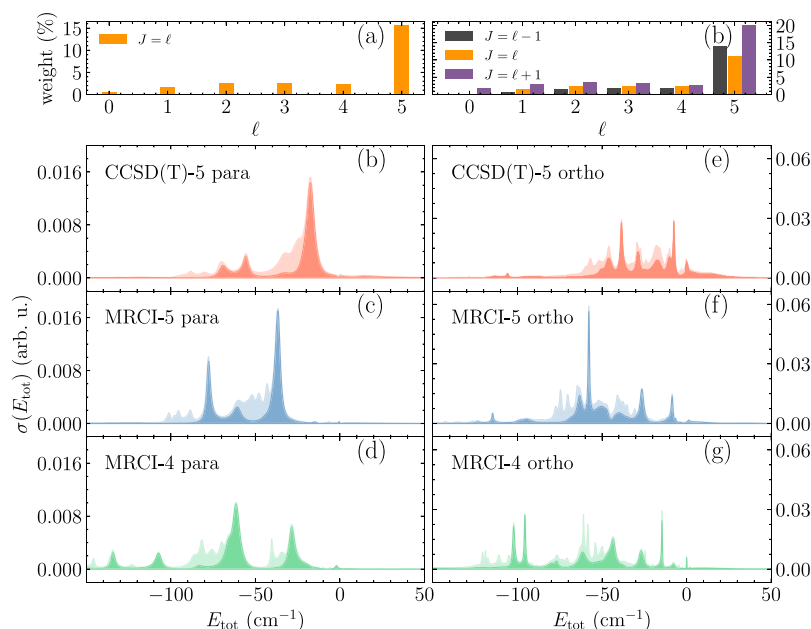 weight (%)
15
10
5
0
J = ℓ
(a)
0 1 2 3 4 5
ℓ
J = ℓ − 1
J = ℓ
J = ℓ + 1
(b)
20
15
10
5
0
0 1 2 3 4 5
ℓ
σ(E_tot) (arb. u.)
0.016
0.008
0.000
CCSD(T)-5 para
(b)
CCSD(T)-5 ortho
(e)
0.06
0.03
0.00
0.016
0.008
0.000
MRCI-5 para
(c)
MRCI-5 ortho
(f)
0.06
0.03
0.00
0.016
0.008
0.000
MRCI-4 para
(d)
MRCI-4 ortho
(g)
0.06
0.03
0.00
−100 −50 0 50
E_tot (cm⁻¹)
−100 −50 0 50
E_tot (cm⁻¹)